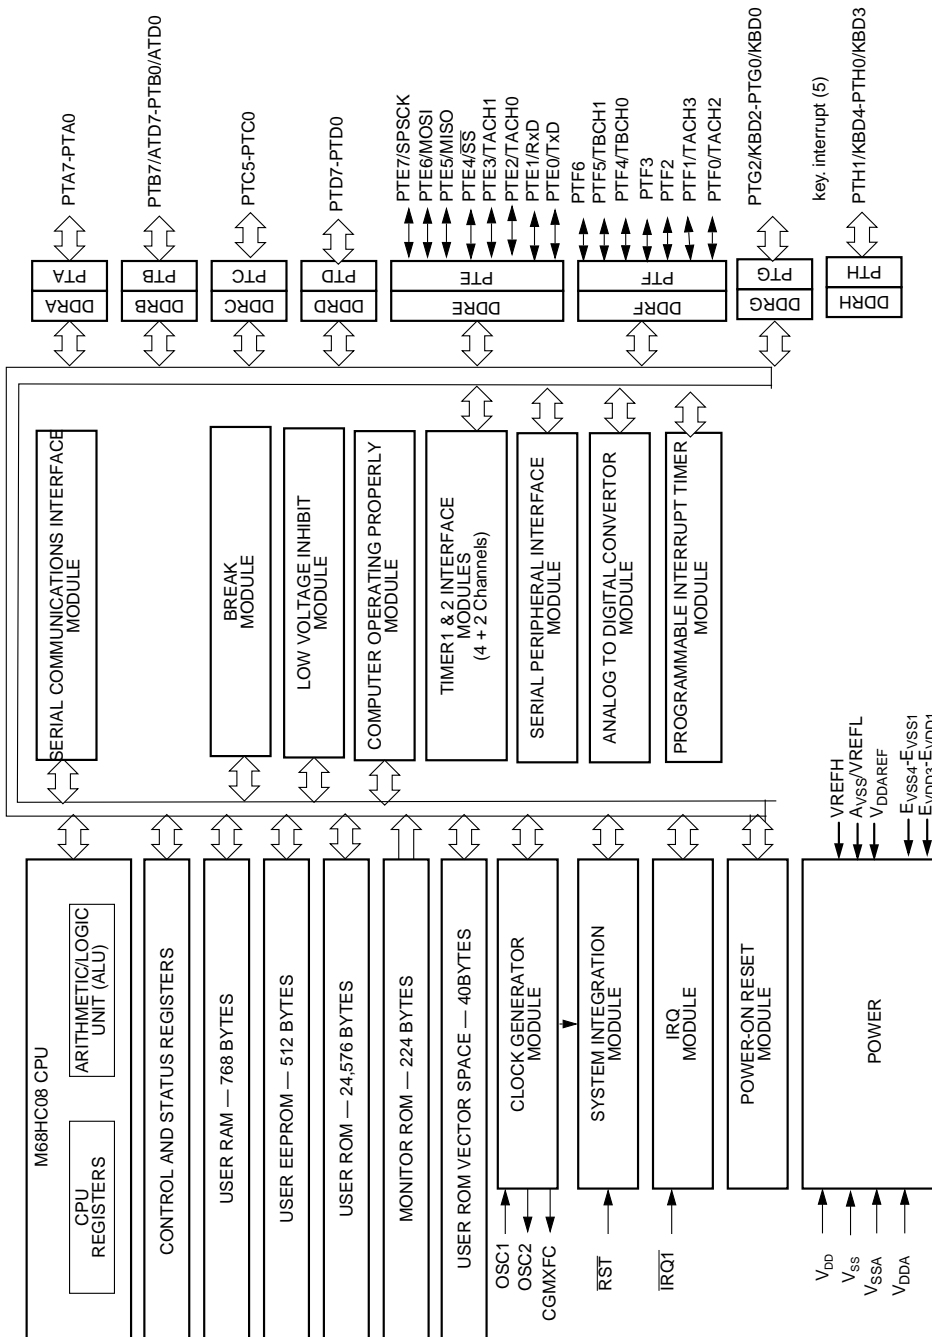 M68HC08 CPU
CPU
REGISTERS
ARITHMETIC/LOGIC
UNIT (ALU)
CONTROL AND STATUS REGISTERS
USER RAM — 768 BYTES
USER EEPROM — 512 BYTES
USER ROM — 24,576 BYTES
MONITOR ROM — 224 BYTES
USER ROM VECTOR SPACE — 40BYTES
OSC1
OSC2
CGMXFC
CLOCK GENERATOR
MODULE
RST
SYSTEM INTEGRATION
MODULE
IRQ1
IRQ
MODULE
POWER-ON RESET
MODULE
VDD
VSS
VSSA
VDDA
POWER
VREFH
AVSS/VREFL
VDDAREF
EVSS4-EVSS1
EVDD3-EVDD1
SERIAL COMMUNICATIONS INTERFACE
MODULE
BREAK
MODULE
LOW VOLTAGE INHIBIT
MODULE
COMPUTER OPERATING PROPERLY
MODULE
TIMER1 & 2 INTERFACE
MODULES
(4 + 2 Channels)
SERIAL PERIPHERAL INTERFACE
MODULE
ANALOG TO DIGITAL CONVERTOR
MODULE
PROGRAMMABLE INTERRUPT TIMER
MODULE
DDRA
PTA
PTA7-PTA0
DDRB
PTB
PTB7/ATD7-PTB0/ATD0
DDRC
PTC
PTC5-PTC0
DDRD
PTD
PTD7-PTD0
DDRE
PTE
PTE7/SPSCK
PTE6/MOSI
PTE5/MISO
PTE4/SS
PTE3/TACH1
PTE2/TACH0
PTE1/RxD
PTE0/TxD
DDRF
PTF
PTF6
PTF5/TBCH1
PTF4/TBCH0
PTF3
PTF2
PTF1/TACH3
PTF0/TACH2
DDRG
PTG
PTG2/KBD2-PTG0/KBD0
key. interrupt (5)
DDRH
PTH
PTH1/KBD4-PTH0/KBD3